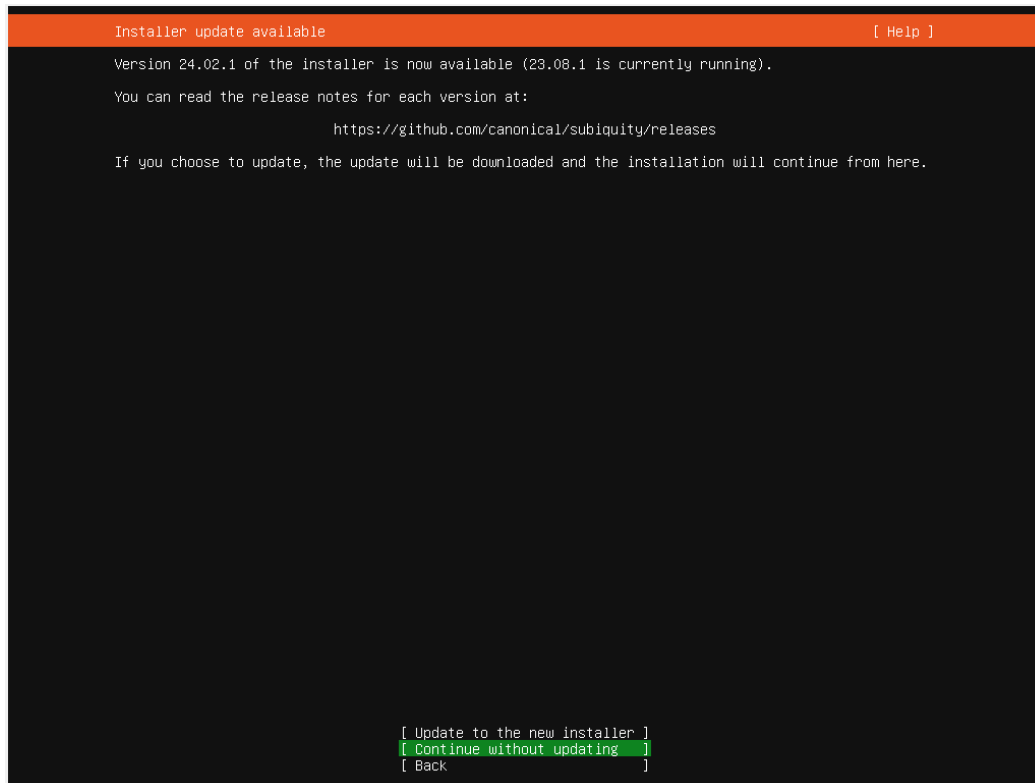 Installer update available [ Help ]
Version 24.02.1 of the installer is now available (23.08.1 is currently running).
You can read the release notes for each version at:
https://github.com/canonical/subiquity/releases
If you choose to update, the update will be downloaded and the installation will continue from here.
[ Update to the new installer ]
[ Continue without updating ]
[ Back ]